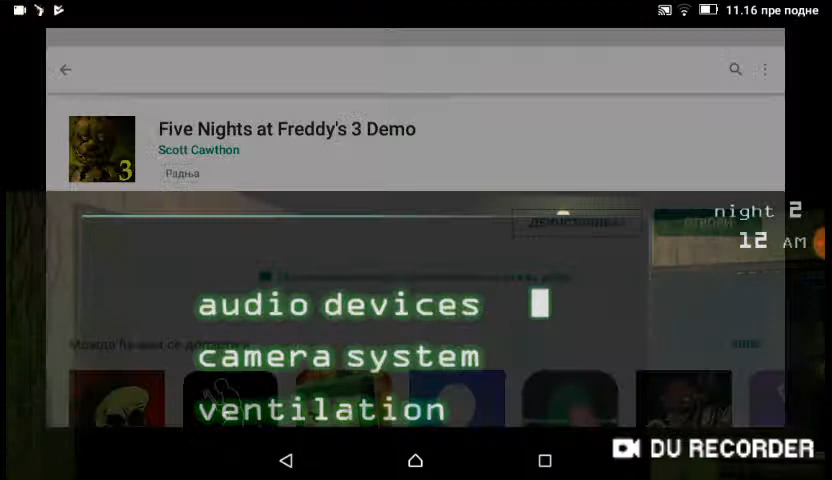 11.16 пре подне
Five Nights at Freddy's 3 Demo
Scott Cawthon
Радња
3
night 2
12 AM
audio devices
camera system
ventilation
DU RECORDER